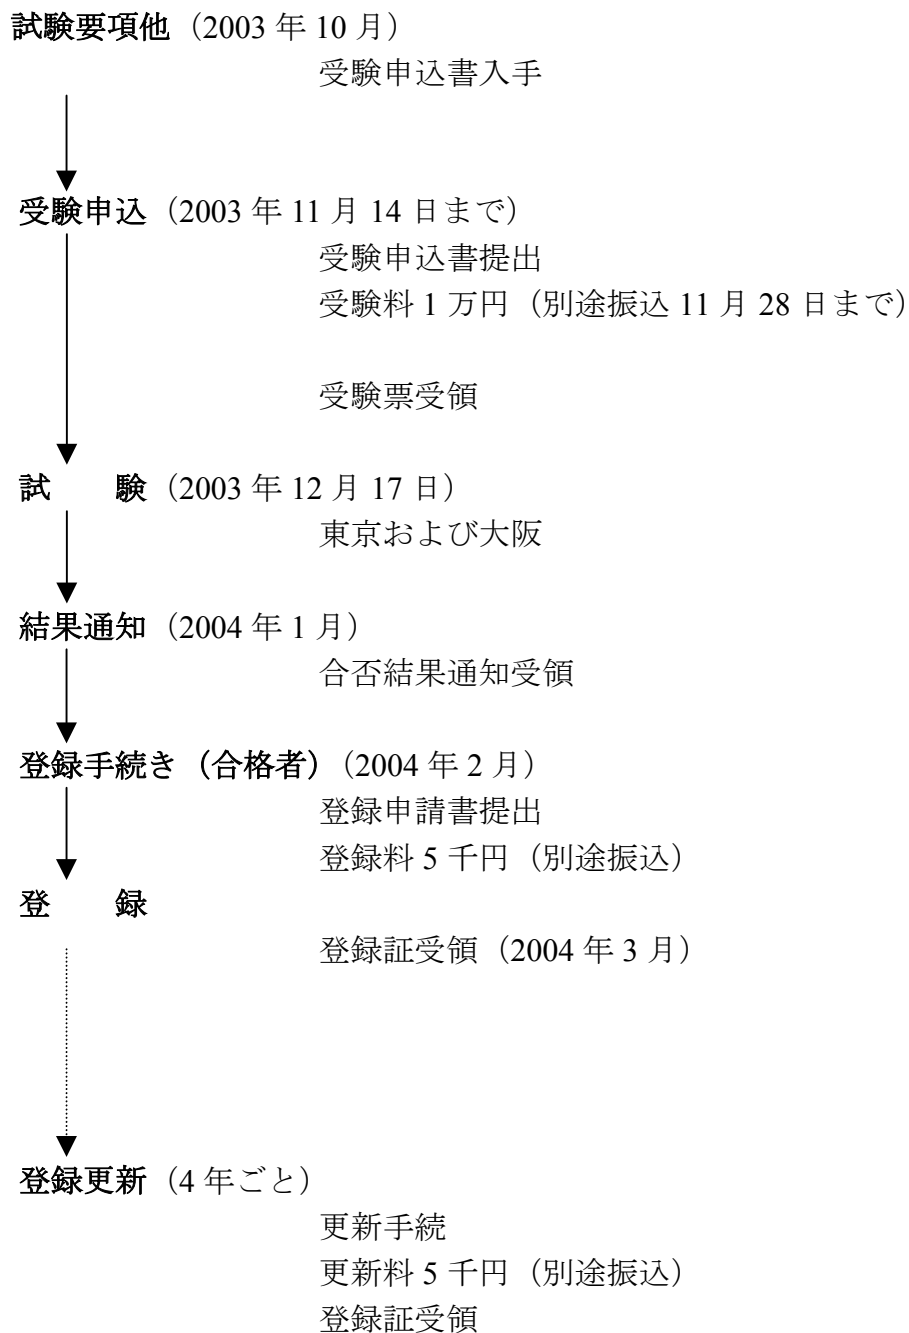 試験要項他（2003 年 10 月）
受験申込書入手
受験申込（2003 年 11 月 14 日まで）
受験申込書提出
受験料 1 万円（別途振込 11 月 28 日まで）
受験票受領
試　　験（2003 年 12 月 17 日）
東京および大阪
結果通知（2004 年 1 月）
合否結果通知受領
登録手続き（合格者）（2004 年 2 月）
登録申請書提出
登録料 5 千円（別途振込）
登　　録
登録証受領（2004 年 3 月）
登録更新（4 年ごと）
更新手続
更新料 5 千円（別途振込）
登録証受領